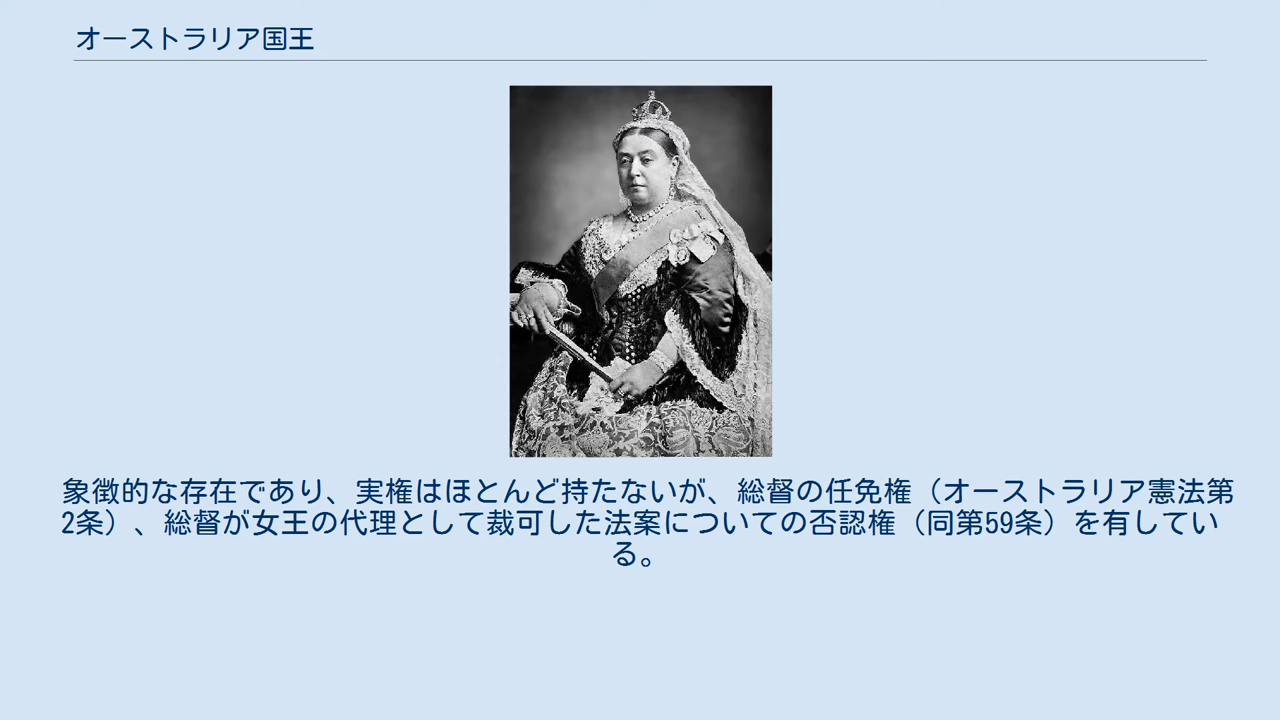 オーストラリア国王
象徴的な存在であり、実権はほとんど持たないが、総督の任免権（オーストラリア憲法第
2条）、総督が女王の代理として裁可した法案についての否認権（同第59条）を有してい
る。